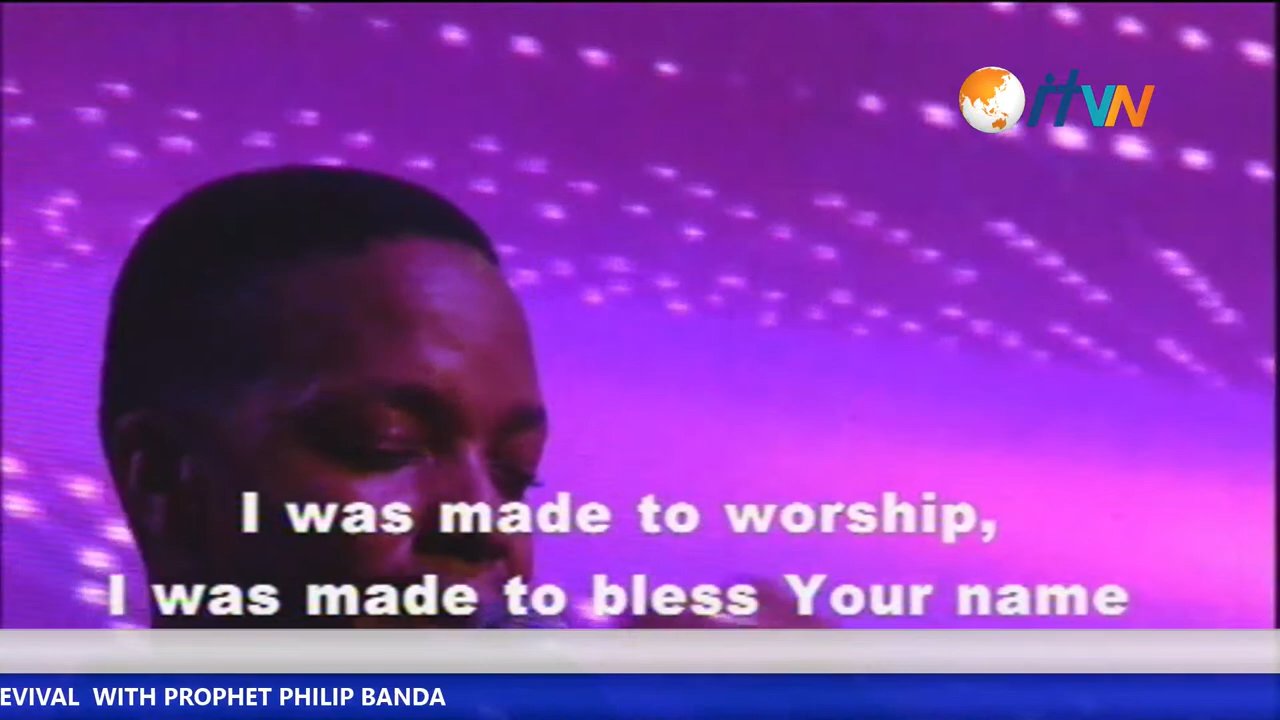 itVN
I was made to worship,
I was made to bless Your name
EVIVAL WITH PROPHET PHILIP BANDA